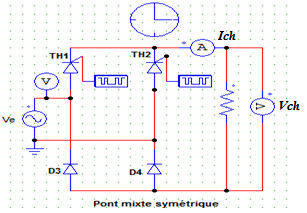 Ich
TH1 TH2
A
V
Ve
V
Vch
D3 D4
Pont mixte symétrique